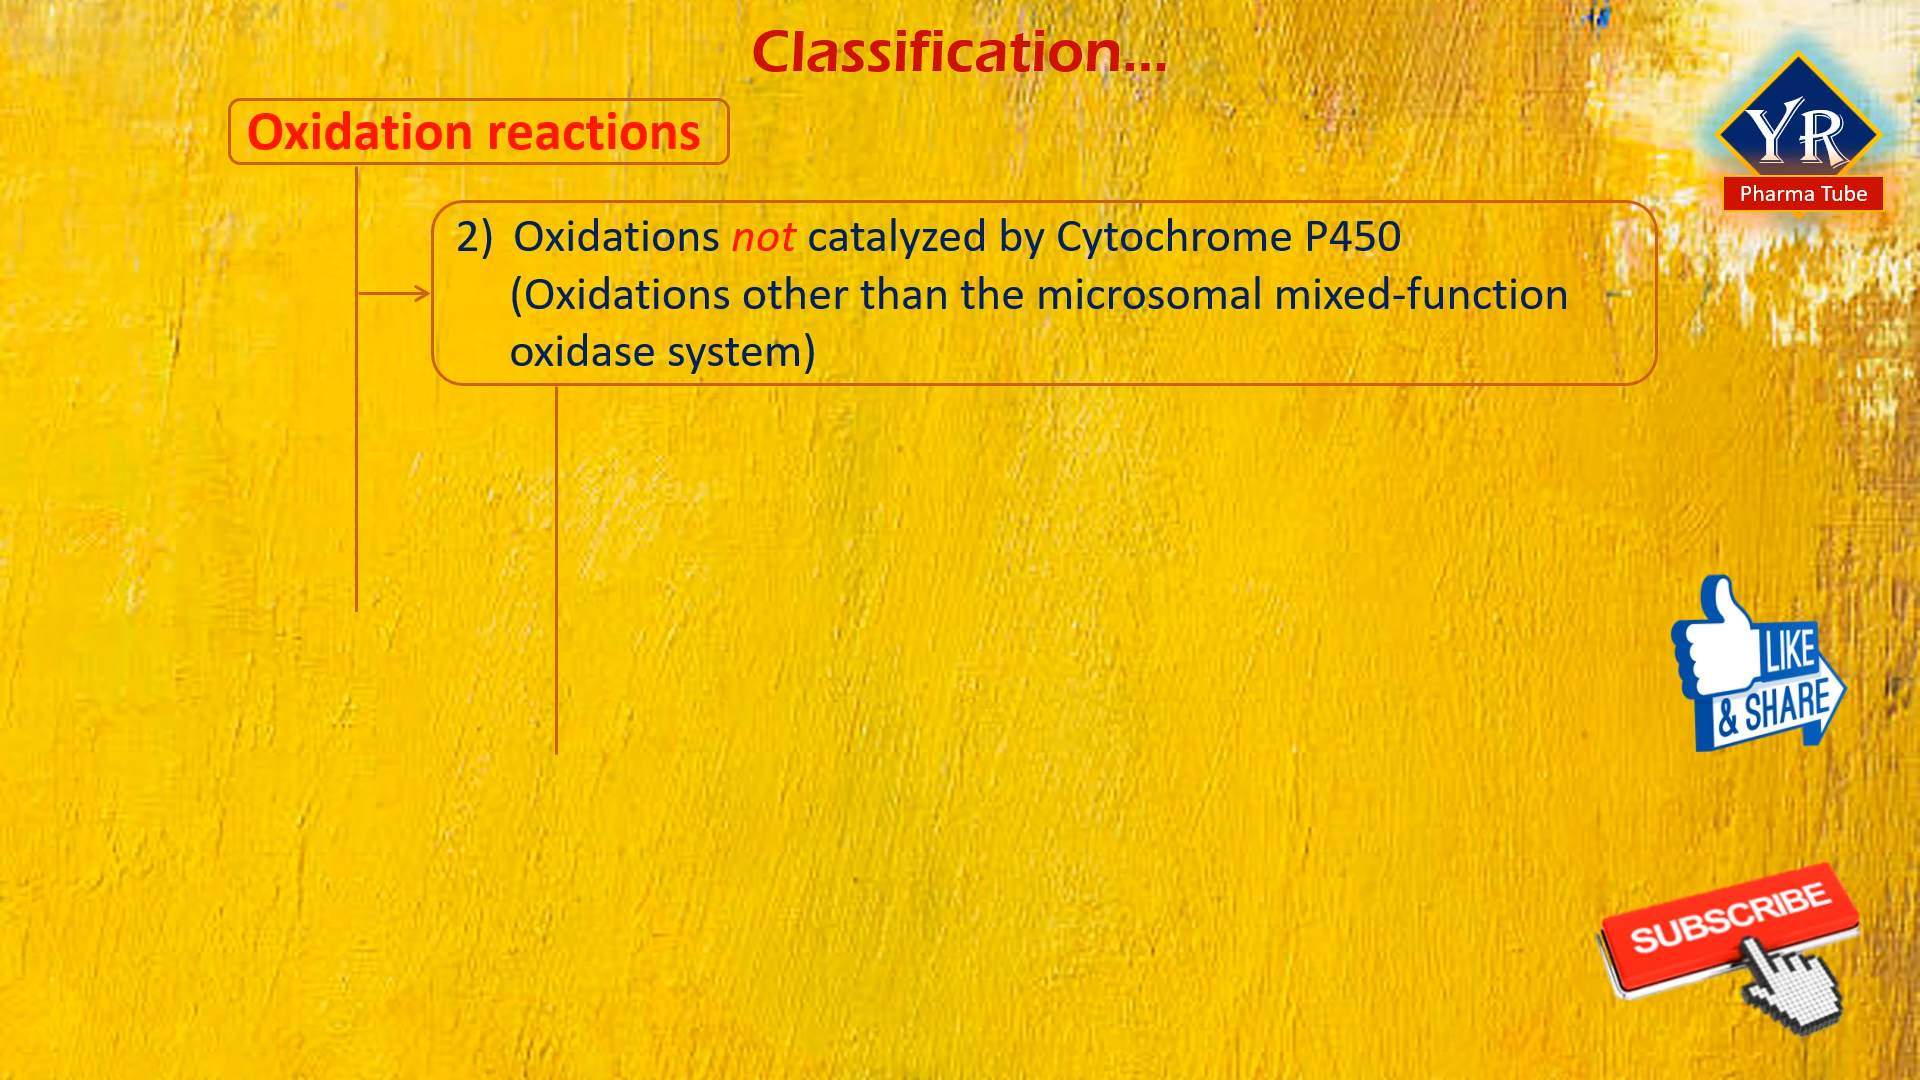 Classification...
Oxidation reactions
YR
Pharma Tube
2) Oxidations not catalyzed by Cytochrome P450
(Oxidations other than the microsomal mixed-function
oxidase system)
LIKE
& SHARE
SUBSCRIBE